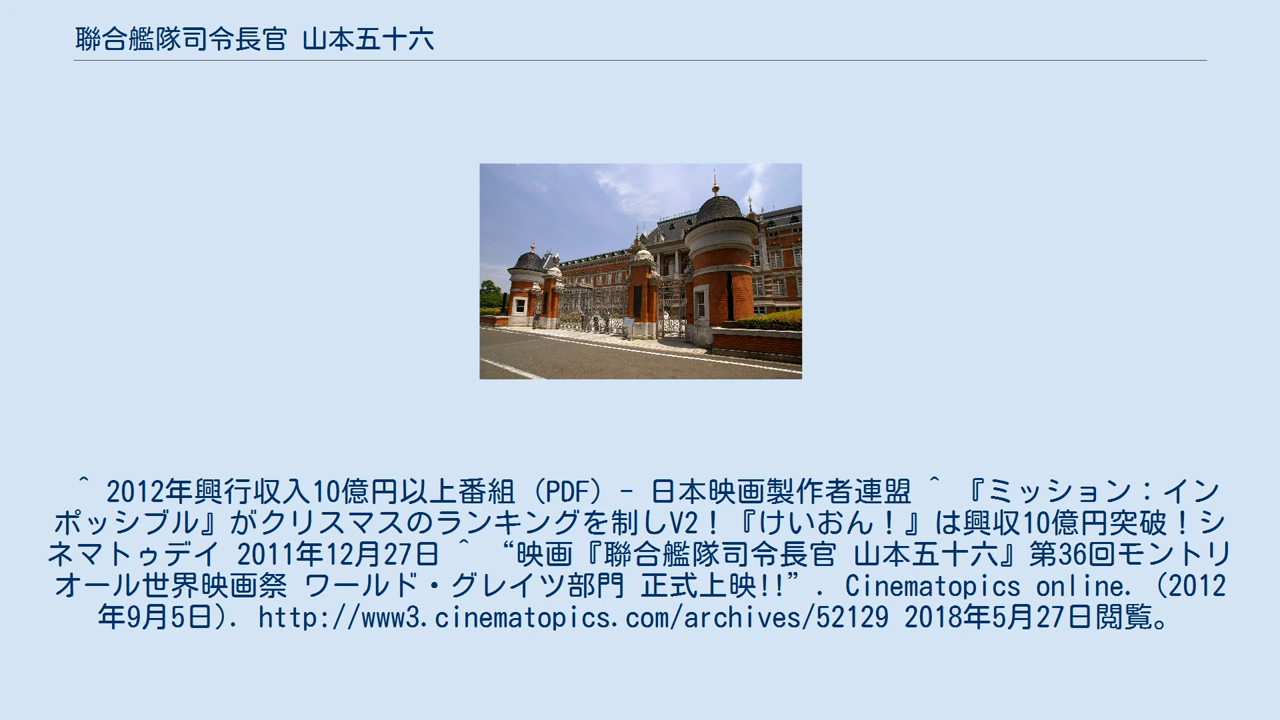 聯合艦隊司令長官 山本五十六
^ 2012年興行収入10億円以上番組 (PDF) - 日本映画製作者連盟 ^ 『ミッション：イン
ポッシブル』がクリスマスのランキングを制しV2！『けいおん！』は興収10億円突破！シ
ネマトゥデイ 2011年12月27日 ^ “映画『聯合艦隊司令長官 山本五十六』第36回モントリ
オール世界映画祭 ワールド・グレイツ部門 正式上映!!”. Cinematopics online. (2012
年9月5日). http://www3.cinematopics.com/archives/52129 2018年5月27日閲覧。